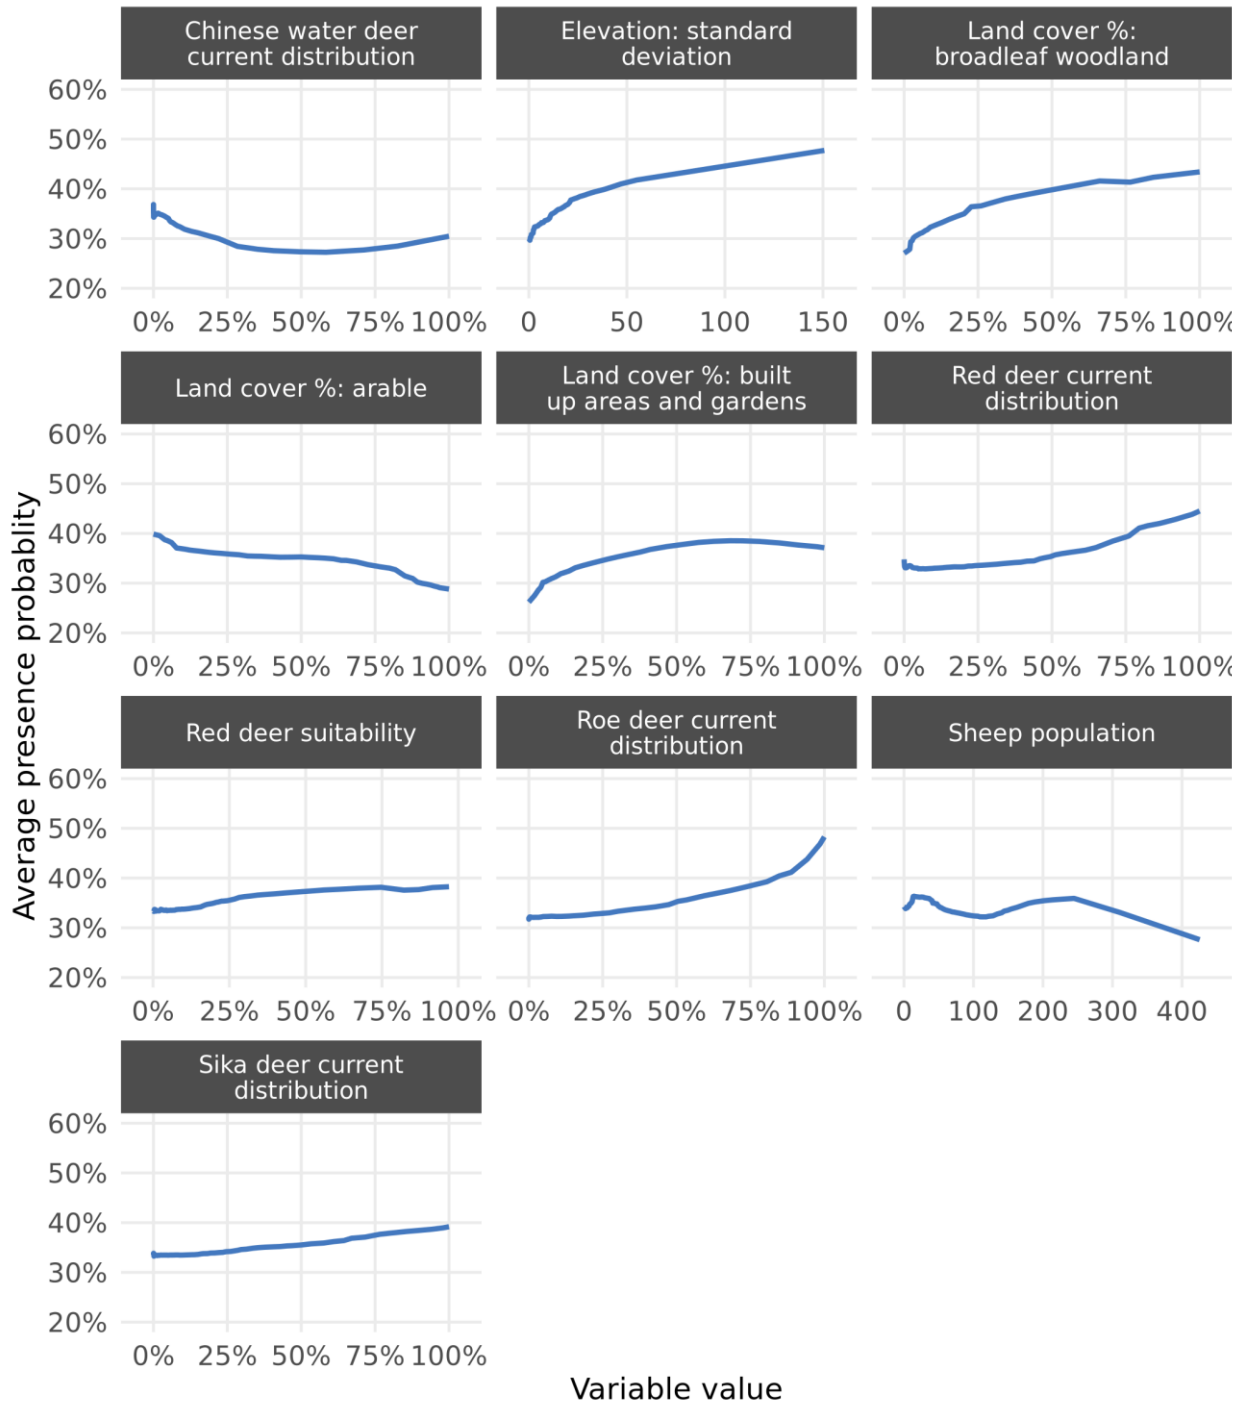 Chinese water deer
current distribution
Elevation: standard
deviation
Land cover %:
broadleaf woodland
60%
50%
40%
30%
20%
0% 25% 50% 75% 100%
0 50 100 150
0% 25% 50% 75% 100%
Land cover %: arable
Land cover %: built
up areas and gardens
Red deer current
distribution
60%
50%
40%
30%
20%
0% 25% 50% 75% 100%
0% 25% 50% 75% 100%
0% 25% 50% 75% 100%
Average presence probablity
Red deer suitability
Roe deer current
distribution
Sheep population
60%
50%
40%
30%
20%
0% 25% 50% 75% 100%
0% 25% 50% 75% 100%
0 100 200 300 400
Sika deer current
distribution
60%
50%
40%
30%
20%
0% 25% 50% 75% 100%
Variable value